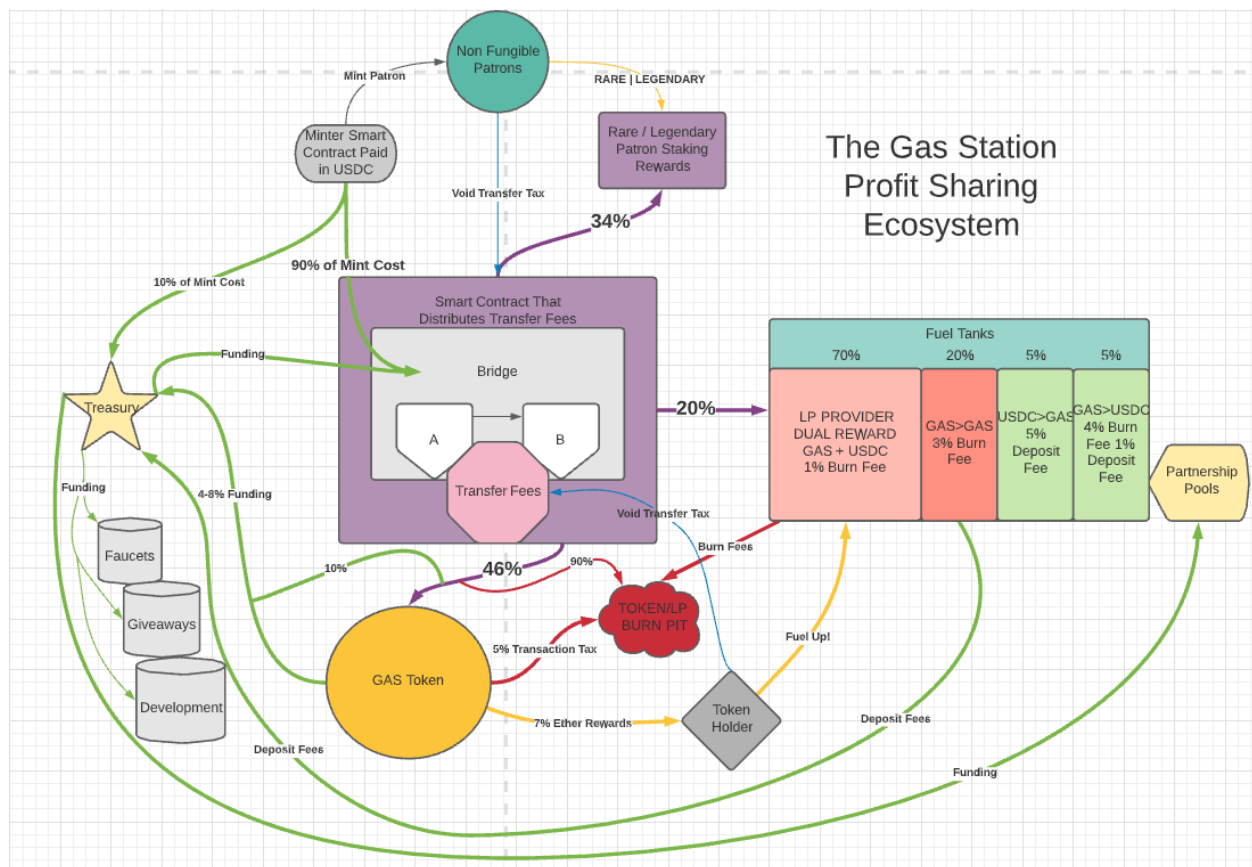 Non Fungible
Patrons
Mint Patron
RARE | LEGENDARY
Minter Smart
Contract Paid
in USDC
Rare / Legendary
Patron Staking
Rewards
The Gas Station
Profit Sharing
Ecosystem
Void Transfer Tax
34%
90% of Mint Cost
10% of Mint Cost
Smart Contract That
Distributes Transfer Fees
Fuel Tanks
70%
20%
5%
5%
Funding
Bridge
Treasury
A
B
20%
LP PROVIDER
DUAL REWARD
GAS + USDC
1% Burn Fee
GAS>GAS
3% Burn
Fee
USDC>GAS
5%
Deposit
Fee
GAS>USDC
4% Burn
Fee 1%
Deposit
Fee
Partnership
Pools
Transfer Fees
Funding
4-8% Funding
Void Transfer Tax
Burn Fees
Faucets
10%
46%
90%
TOKEN/LP
BURN PIT
Giveaways
Fuel Up!
5% Transaction Tax
GAS Token
Development
7% Ether Rewards
Token
Holder
Deposit Fees
Deposit Fees
Funding